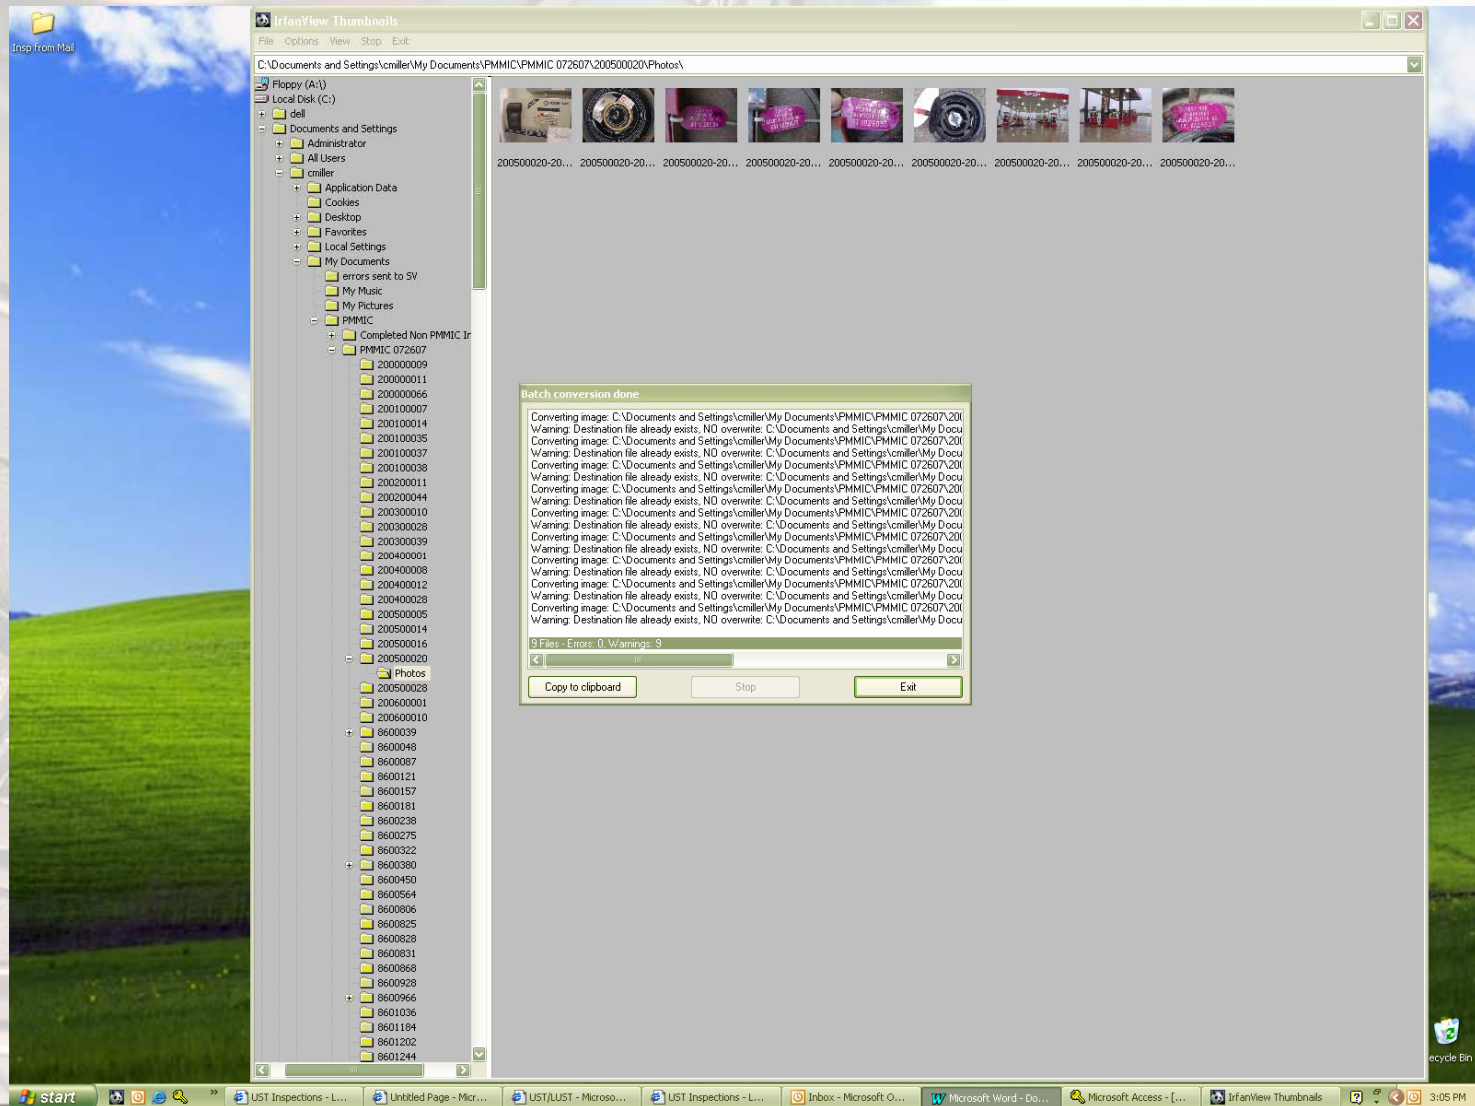 Insp from Mail
IrfanView Thumbnails
File Options View Stop Exit
C:\Documents and Settings\cmiller\My Documents\PMMIC\PMMIC 072607\200500020\Photos\
Floppy (A:\)
Local Disk (C:)
dell
Documents and Settings
Administrator
All Users
cmiller
Application Data
Cookies
Desktop
Favorites
Local Settings
My Documents
errors sent to SV
My Music
My Pictures
PMMIC
Completed Non PMMIC Ir
PMMIC 072607
200000009
200000011
200000066
200100007
200100014
200100035
200100037
200100038
200200011
200200044
200300010
200300028
200300039
200400001
200400008
200400012
200400028
200500005
200500014
200500016
200500020
Photos
200500028
200600001
200600010
8600039
8600048
8600087
8600121
8600157
8600181
8600238
8600275
8600322
8600380
8600450
8600564
8600806
8600825
8600828
8600831
8600868
8600928
8600966
8601036
8601184
8601202
8601244
200500020-20... 200500020-20... 200500020-20... 200500020-20... 200500020-20... 200500020-20... 200500020-20... 200500020-20... 200500020-20...
Batch conversion done
Converting image: C:\Documents and Settings\cmiller\My Documents\PMMIC\PMMIC 072607\200
Warning: Destination file already exists, NO overwrite: C:\Documents and Settings\cmiller\My Docu
Converting image: C:\Documents and Settings\cmiller\My Documents\PMMIC\PMMIC 072607\200
Warning: Destination file already exists, NO overwrite: C:\Documents and Settings\cmiller\My Docu
Converting image: C:\Documents and Settings\cmiller\My Documents\PMMIC\PMMIC 072607\200
Warning: Destination file already exists, NO overwrite: C:\Documents and Settings\cmiller\My Docu
Converting image: C:\Documents and Settings\cmiller\My Documents\PMMIC\PMMIC 072607\200
Warning: Destination file already exists, NO overwrite: C:\Documents and Settings\cmiller\My Docu
Converting image: C:\Documents and Settings\cmiller\My Documents\PMMIC\PMMIC 072607\200
Warning: Destination file already exists, NO overwrite: C:\Documents and Settings\cmiller\My Docu
Converting image: C:\Documents and Settings\cmiller\My Documents\PMMIC\PMMIC 072607\200
Warning: Destination file already exists, NO overwrite: C:\Documents and Settings\cmiller\My Docu
Converting image: C:\Documents and Settings\cmiller\My Documents\PMMIC\PMMIC 072607\200
Warning: Destination file already exists, NO overwrite: C:\Documents and Settings\cmiller\My Docu
Converting image: C:\Documents and Settings\cmiller\My Documents\PMMIC\PMMIC 072607\200
Warning: Destination file already exists, NO overwrite: C:\Documents and Settings\cmiller\My Docu
Converting image: C:\Documents and Settings\cmiller\My Documents\PMMIC\PMMIC 072607\200
Warning: Destination file already exists, NO overwrite: C:\Documents and Settings\cmiller\My Docu
9 Files - Errors: 0, Warnings: 9
Copy to clipboard Stop Exit
ecycle Bin
start UST Inspections - L... Untitled Page - Micr... UST/LUST - Microso... UST Inspections - L... Inbox - Microsoft O... Microsoft Word - Do... Microsoft Access - [... IrfanView Thumbnails 3:05 PM